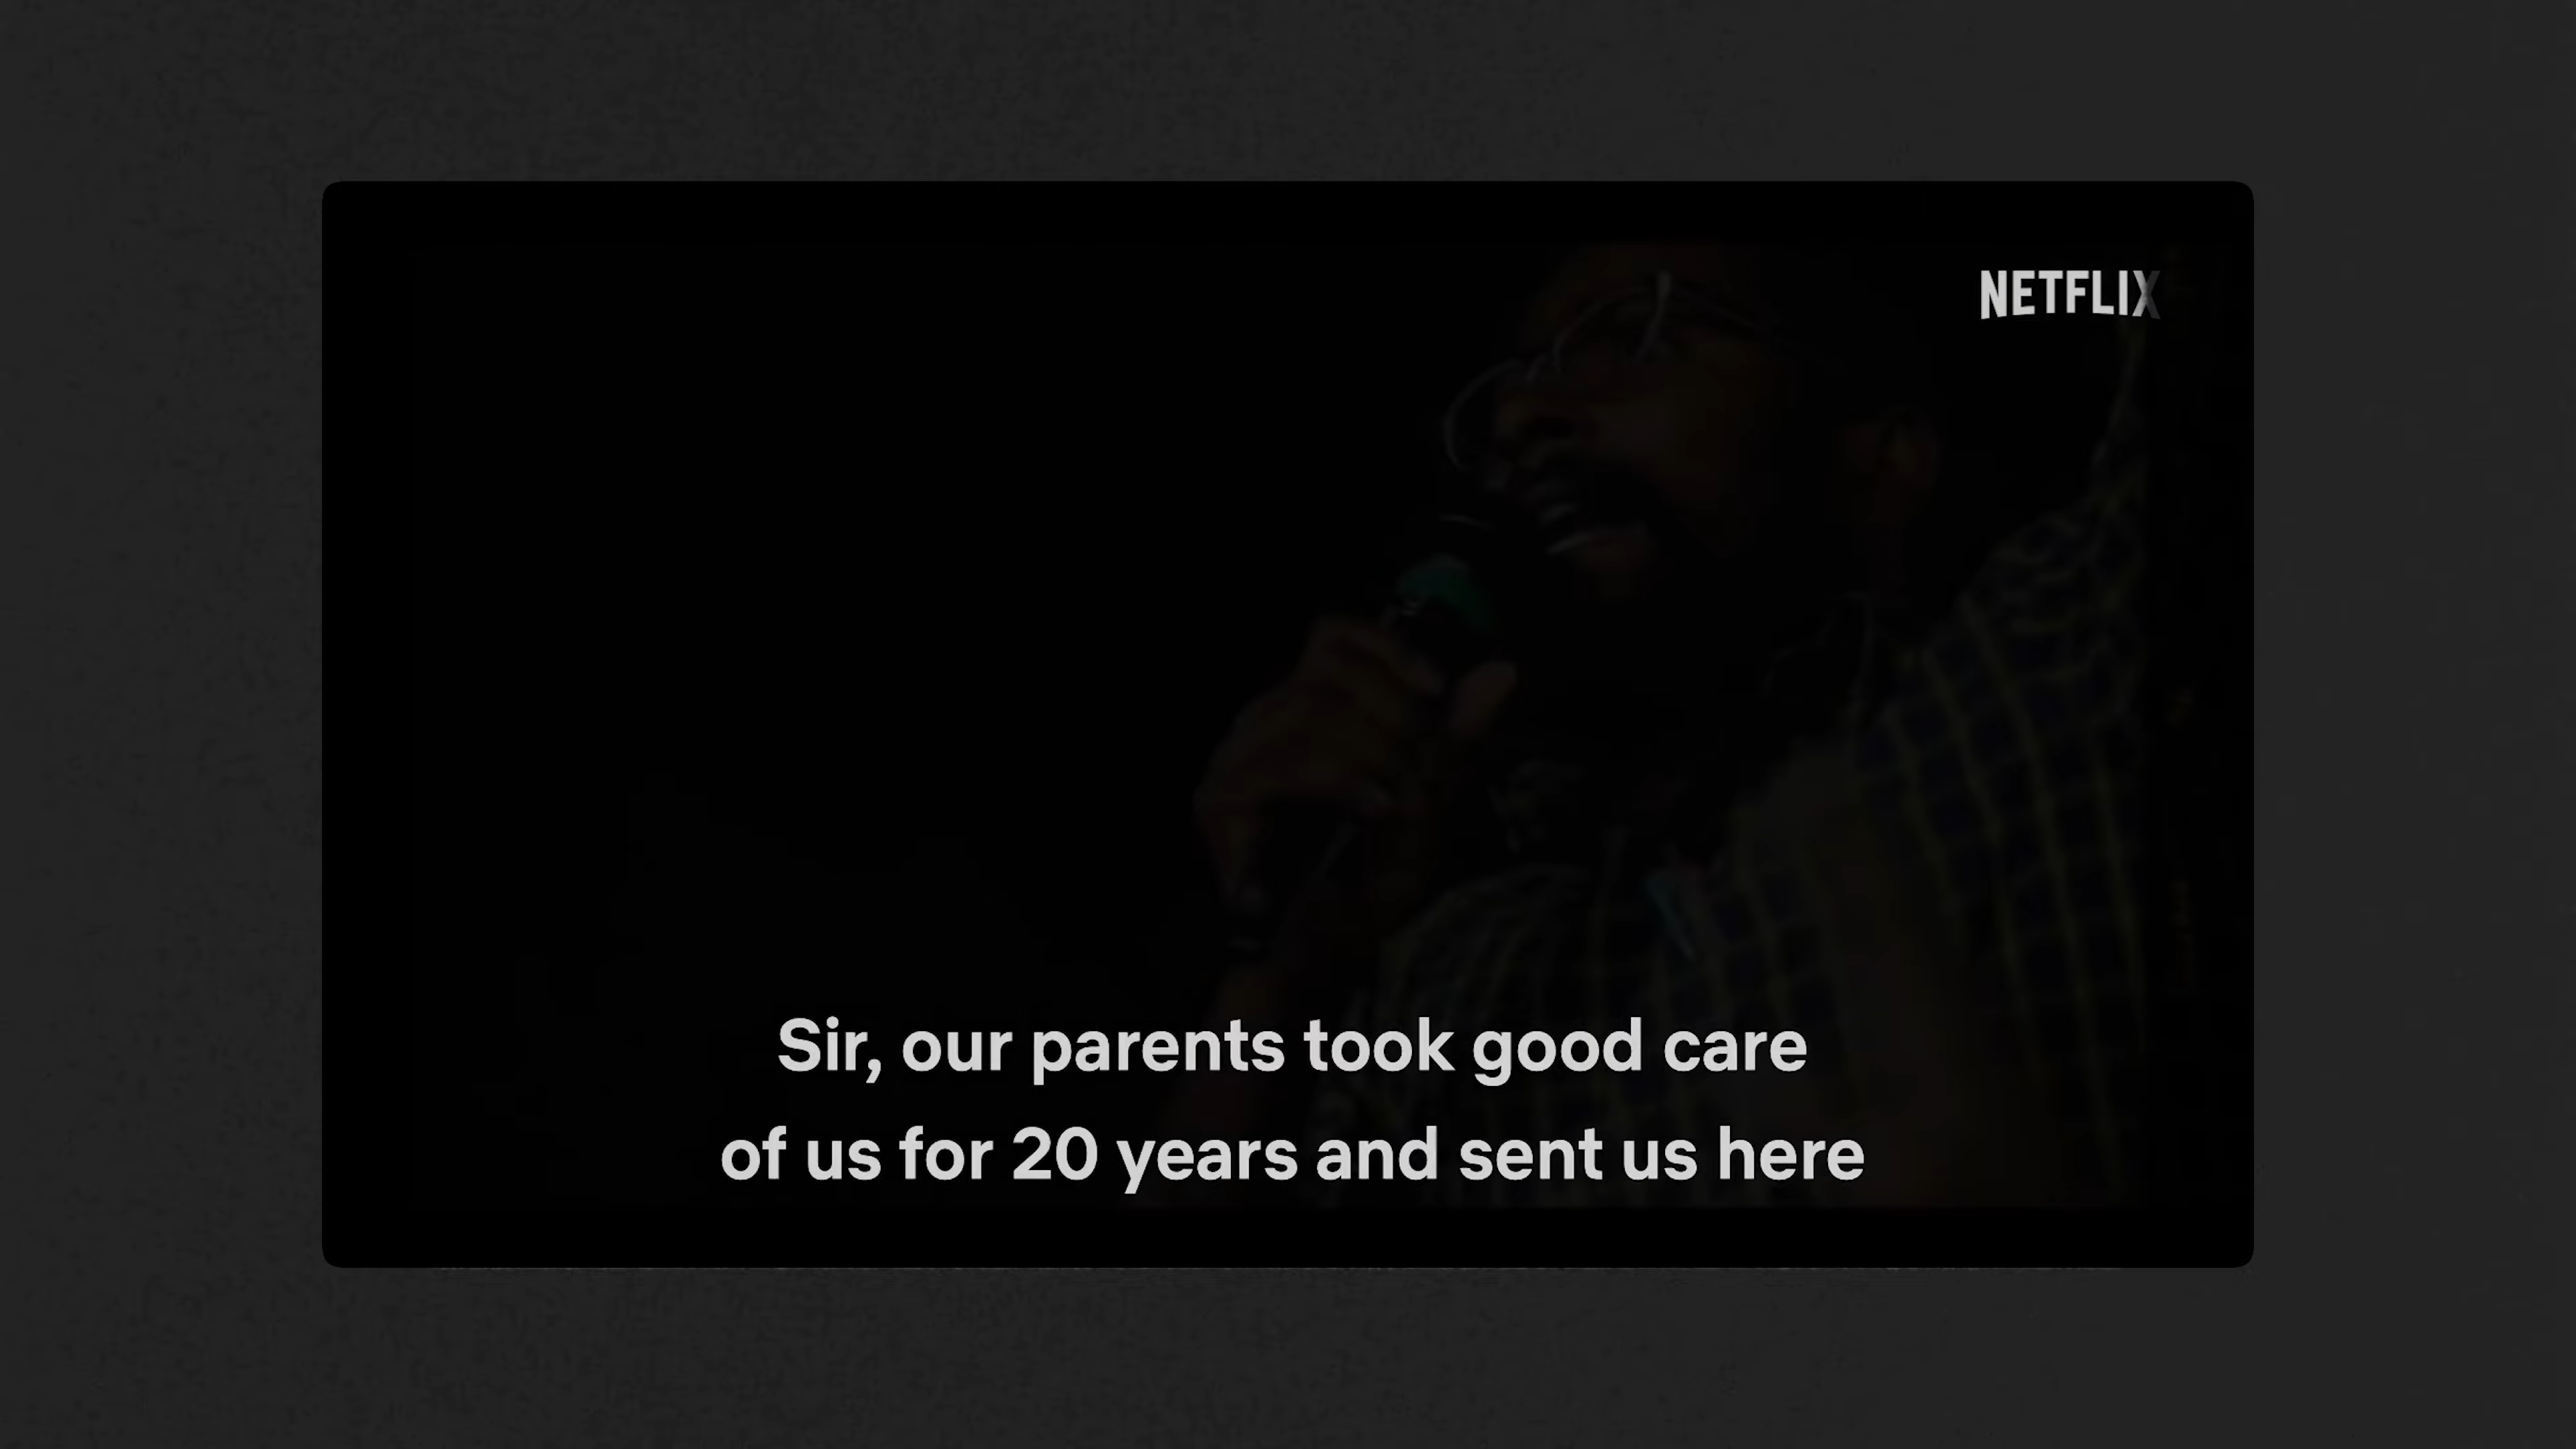 NETFLIX
Sir, our parents took good care
of us for 20 years and sent us here